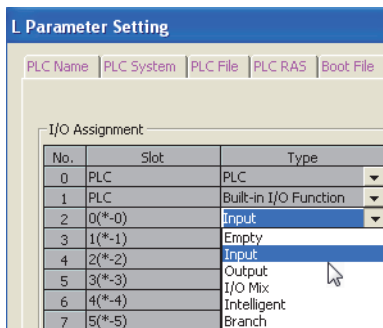 L Parameter Setting
PLC Name PLC System PLC File PLC RAS Boot File
I/O Assignment
No. Slot Type
0 PLC PLC
1 PLC Built-in I/O Function
2 0(*-0) Input
3 1(*-1) Empty
4 2(*-2) Input
5 3(*-3) Output
6 4(*-4) I/O Mix
Intelligent
7 5(*-5) Branch